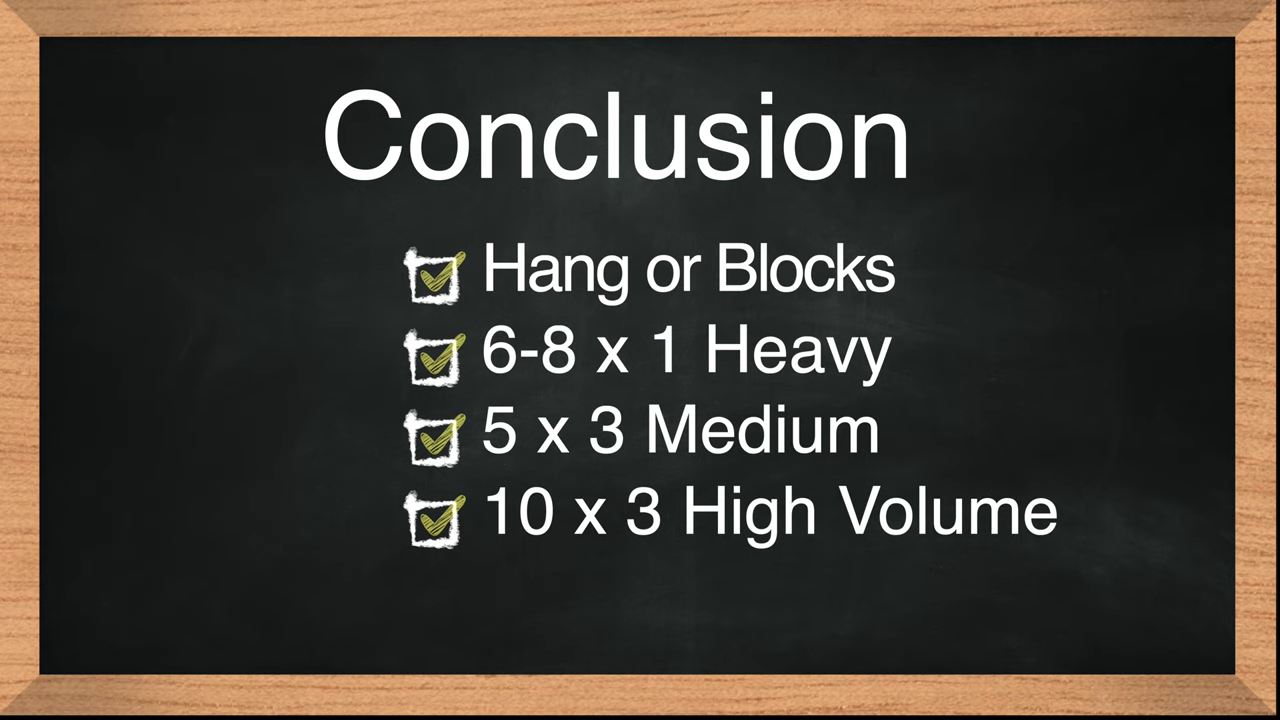 Conclusion
Hang or Blocks
6-8 x 1 Heavy
5 x 3 Medium
10 x 3 High Volume